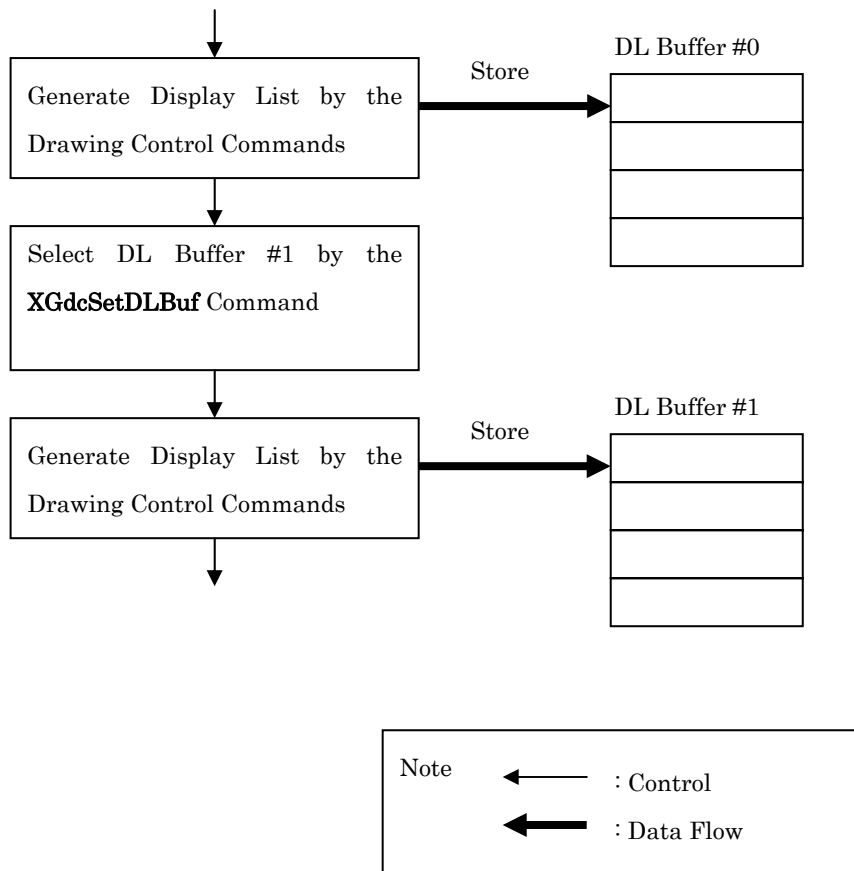 DL Buffer #0
Store
Generate Display List by the
Drawing Control Commands
Select DL Buffer #1 by the
XGdcSetDLBuf Command
DL Buffer #1
Store
Generate Display List by the
Drawing Control Commands
Note
: Control
: Data Flow